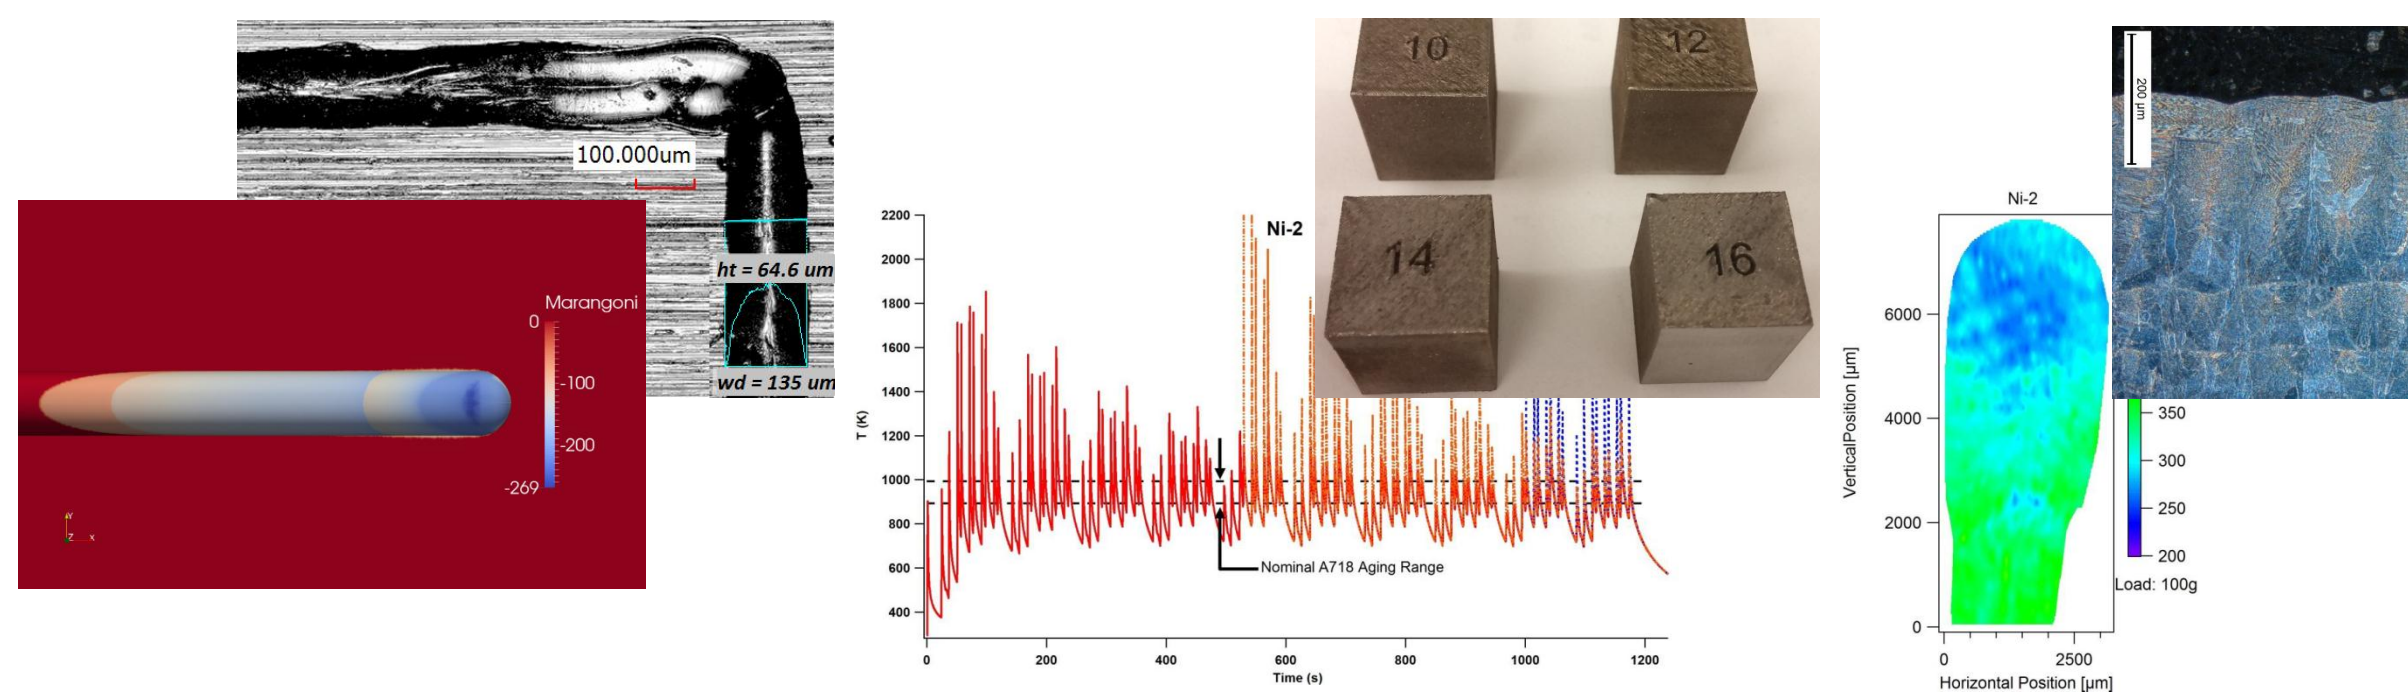 100.000um
ht = 64.6 um
wd = 135 um
Marangoni
0
-100
-200
-269
Y
Z X
2200
2000
1800
1600
1400
1200
1000
800
600
400
T (K)
Ni-2
Nominal A718 Aging Range
0 200 400 600 800 1000 1200
Time (s)
10 12
14 16
Ni-2
6000
4000
2000
0
VerticalPosition [µm]
0 2500
Horizontal Position [µm]
350
300
250
200
Load: 100g
200 µm